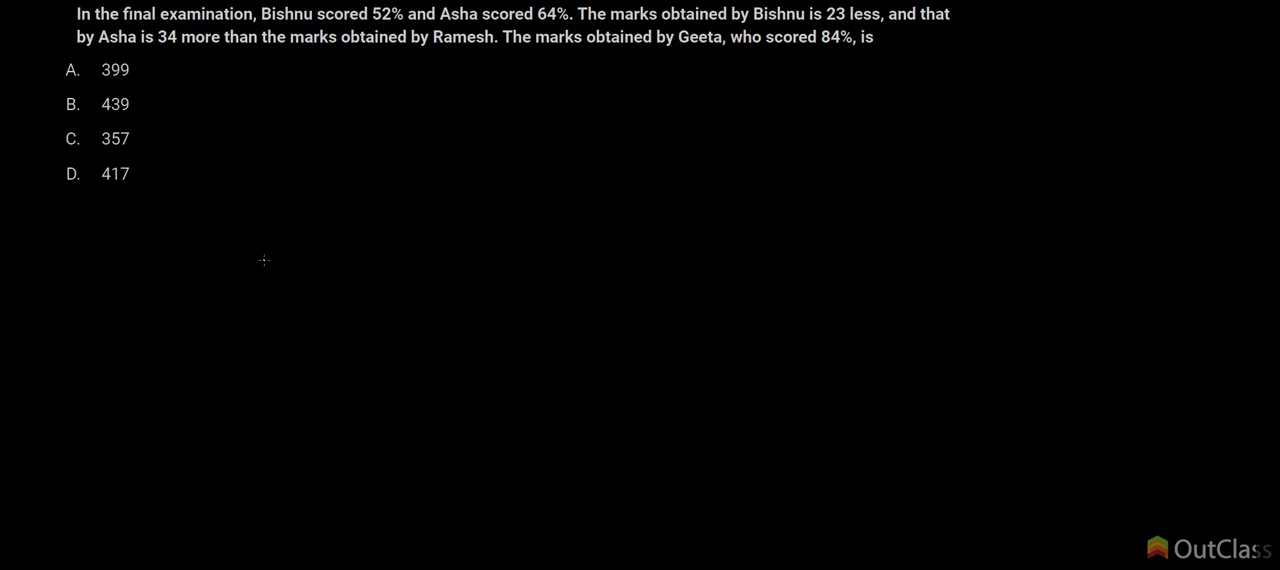 In the final examination, Bishnu scored 52% and Asha scored 64%. The marks obtained by Bishnu is 23 less, and that
by Asha is 34 more than the marks obtained by Ramesh. The marks obtained by Geeta, who scored 84%, is
A. 399
B. 439
C. 357
D. 417
OutClass